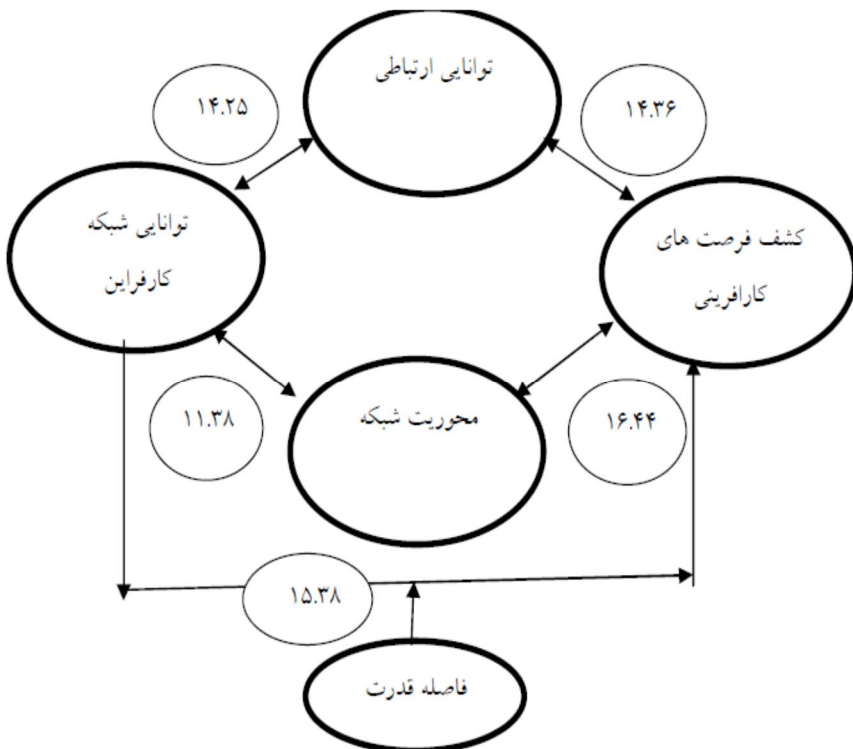 توانایی ارتباطی
۱۴.۲۵
۱۴.۳۶
توانایی شبکه
کارفراین
کشف فرصت های
کارافرینی
محوریت شبکه
۱۱.۳۸
۱۶.۴۴
۱۵.۳۸
فاصله قدرت